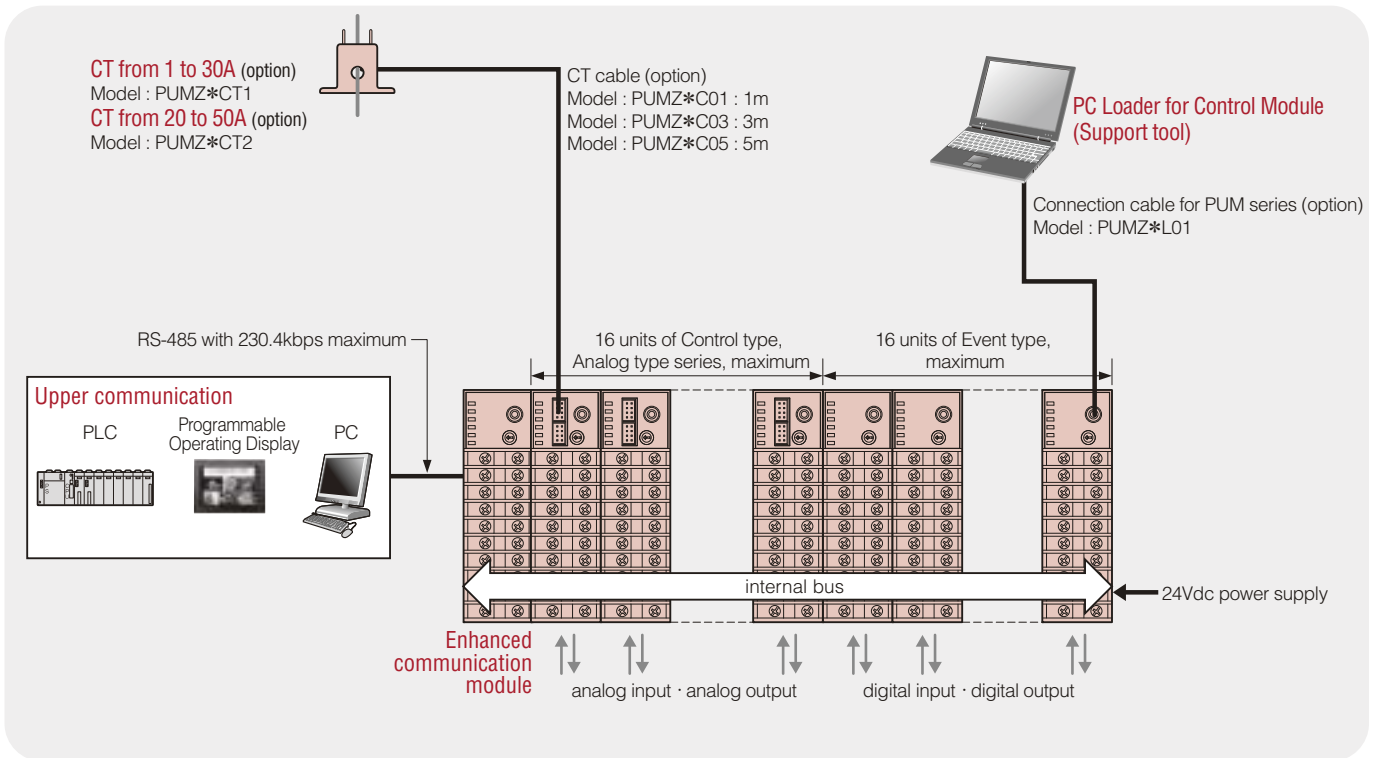 CT from 1 to 30A (option)
Model : PUMZ✱CT1
CT from 20 to 50A (option)
Model : PUMZ✱CT2
CT cable (option)
Model : PUMZ✱C01 : 1m
Model : PUMZ✱C03 : 3m
Model : PUMZ✱C05 : 5m
PC Loader for Control Module
(Support tool)
Connection cable for PUM series (option)
Model : PUMZ✱L01
RS-485 with 230.4kbps maximum
16 units of Control type,
Analog type series, maximum
16 units of Event type,
maximum
Upper communication
PLC
Programmable
Operating Display
PC
internal bus
24Vdc power supply
Enhanced
communication
module
analog input · analog output
digital input · digital output